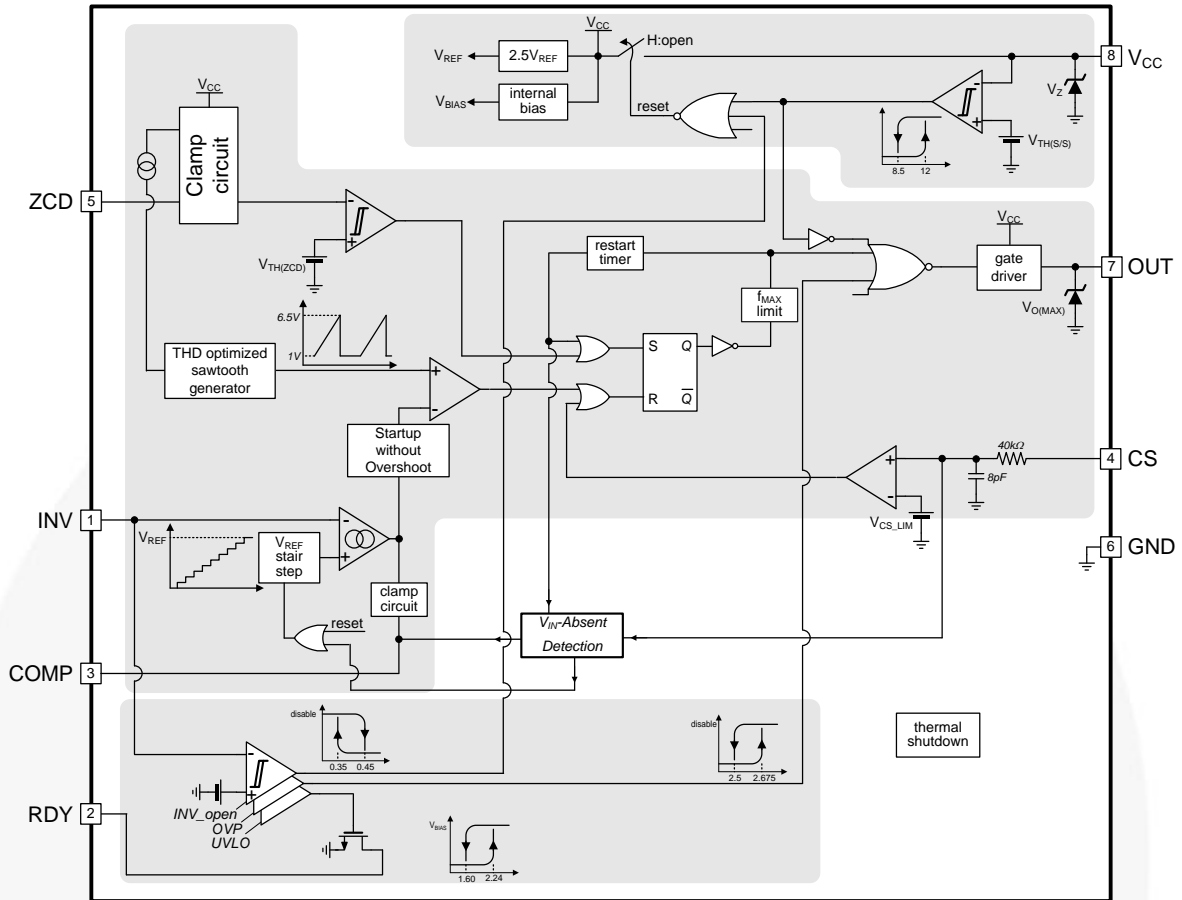 VCC
H:open
VREF
2.5VREF
VBIAS
internal
bias
reset
8
VCC
VZ
VTH(S/S)
8.5
12
VCC
Clamp
circuit
ZCD
5
VTH(ZCD)
restart
timer
VCC
gate
driver
7
OUT
VO(MAX)
fMAX
limit
6.5V
1V
THD optimized
sawtooth
generator
+
-
S
Q
R
Q
Startup
without
Overshoot
40kΩ
8pF
4
CS
+
-
VCS_LIM
INV
1
VREF
VREF
stair
step
-
+
6
GND
clamp
circuit
reset
VIN-Absent
Detection
COMP
3
disable
0.35
0.45
disable
2.5
2.675
thermal
shutdown
-
+
INV_open
OVP
UVLO
RDY
2
VBIAS
1.60
2.24
-
+
-
+